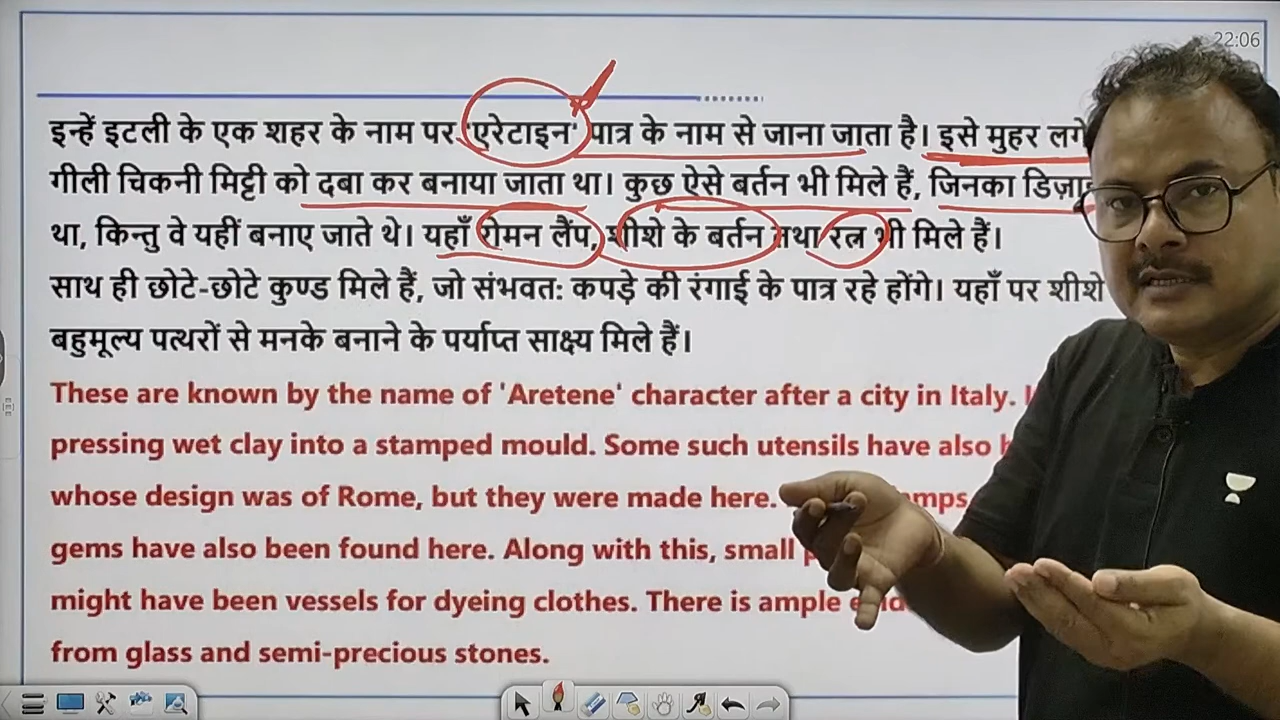 22:06
इन्हें इटली के एक शहर के नाम पर 'एरेटाइन' पात्र के नाम से जाना जाता है। इसे मुहर लगे
गीली चिकनी मिट्टी को दबा कर बनाया जाता था। कुछ ऐसे बर्तन भी मिले हैं, जिनका
था, किन्तु वे यहीं बनाए जाते थे। यहाँ रोमन लैंप, शीशे के बर्तन तथा रत्न भी मिले हैं।
साथ ही छोटे-छोटे कुण्ड मिले हैं, जो संभवत: कपड़े की रंगाई के पात्र रहे होंगे। यहाँ पर शीशे
बहुमूल्य पत्थरों से मनके बनाने के पर्याप्त साक्ष्य मिले हैं।
These are known by the name of 'Aretene' character after a city in Italy.
pressing wet clay into a stamped mould. Some such utensils have also
whose design was of Rome, but they were made here.
gems have also been found here. Along with this, small
might have been vessels for dyeing clothes. There is ample
from glass and semi-precious stones.